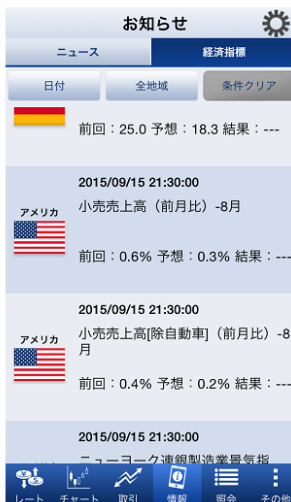 お知らせ
ニュース
経済指標
日付
全地域
条件クリア
前回：25.0 予想：18.3 結果：---
2015/09/15 21:30:00
アメリカ
小売売上高（前月比）-8月
前回：0.6% 予想：0.3% 結果：---
2015/09/15 21:30:00
アメリカ
小売売上高[除自動車]（前月比）-8
月
前回：0.4% 予想：0.2% 結果：---
2015/09/15 21:30:00
ニューヨーク連銀製造業景気指
レート
チャート
取引
情報
照会
その他